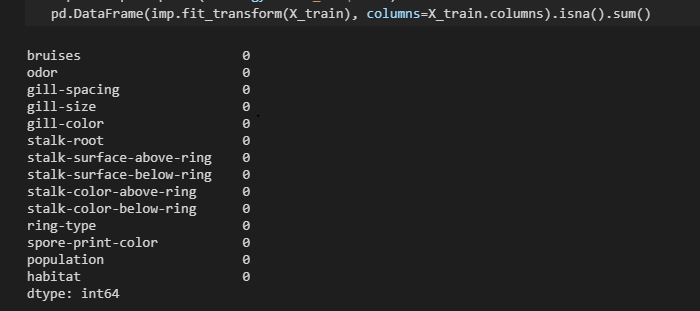 pd.DataFrame(imp.fit_transform(X_train), columns=X_train.columns).isna().sum()
bruises 0
odor 0
gill-spacing 0
gill-size 0
gill-color 0
stalk-root 0
stalk-surface-above-ring 0
stalk-surface-below-ring 0
stalk-color-above-ring 0
stalk-color-below-ring 0
ring-type 0
spore-print-color 0
population 0
habitat 0
dtype: int64